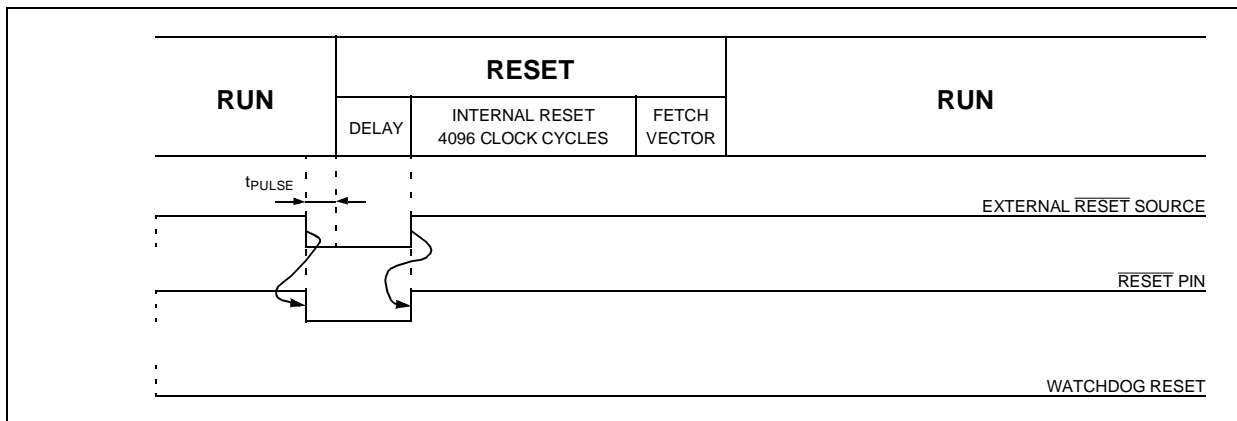 RESET
RUN
RUN
DELAY
INTERNAL RESET
4096 CLOCK CYCLES
FETCH
VECTOR
tPULSE
EXTERNAL RESET SOURCE
RESET PIN
WATCHDOG RESET